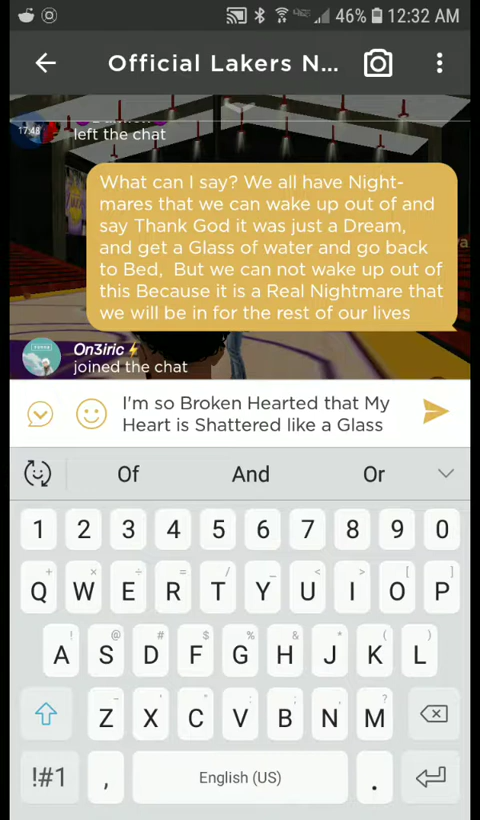 46% 12:32 AM
Official Lakers N...
17:48
left the chat
What can I say? We all have Night-
mares that we can wake up out of and
say Thank God it was just a Dream,
and get a Glass of water and go back
to Bed, But we can not wake up out of
this Because it is a Real Nightmare that
we will be in for the rest of our lives
On3iric⚡
joined the chat
I'm so Broken Hearted that My
Heart is Shattered like a Glass
Of And Or
1 2 3 4 5 6 7 8 9 0
+ × ÷ = / _ < > [ ]
Q W E R T Y U I O P
! @ # $ % ^ & * ( )
A S D F G H J K L
- ' " : ; , ?
Z X C V B N M
!#1 , English (US) .